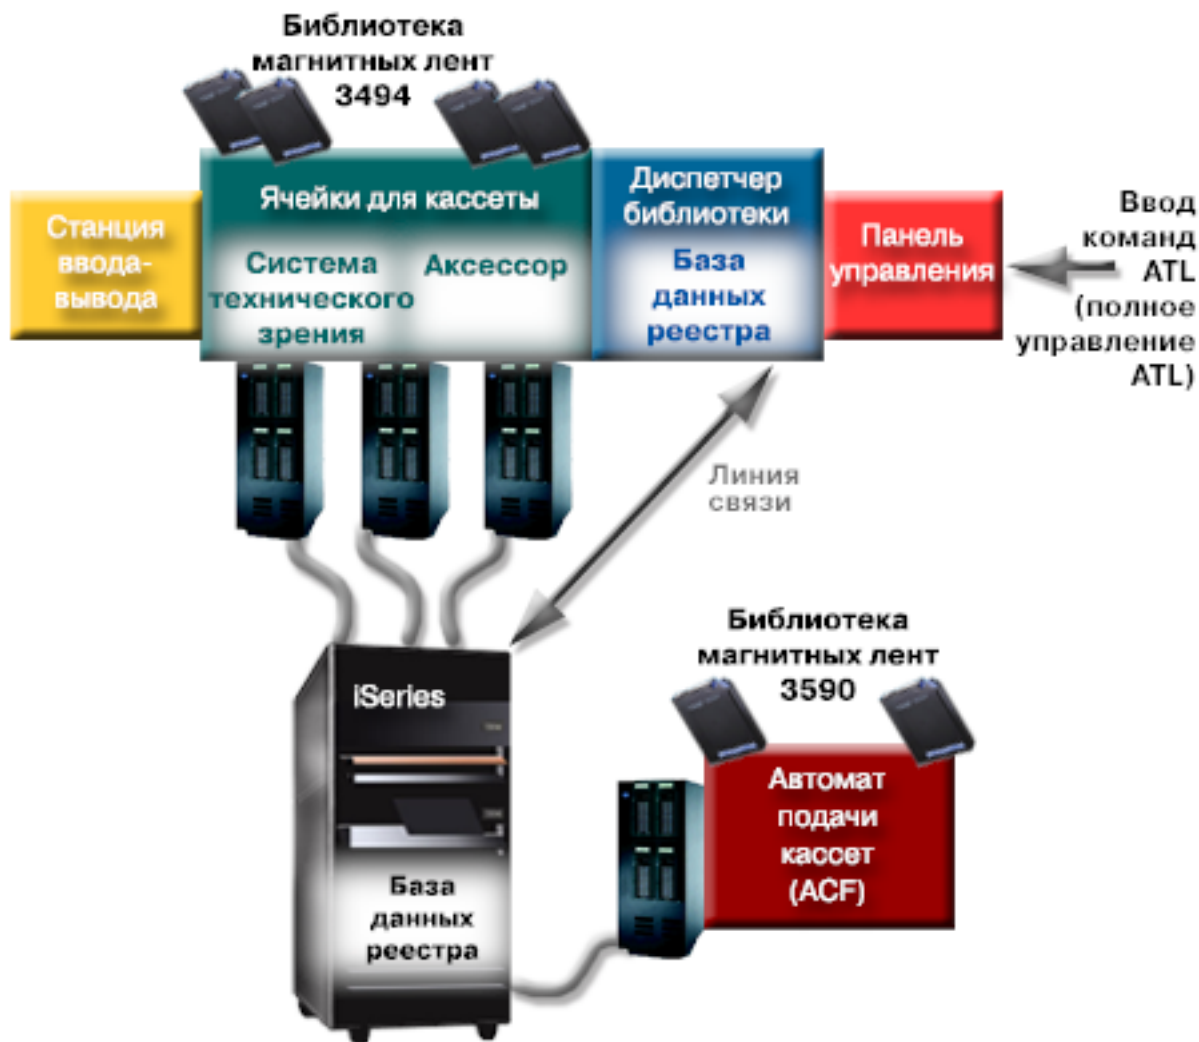 Библиотека
магнитных лент
3494
Станция
ввода-
вывода
Ячейки для кассеты
Система
технического
зрения
Аксессор
Диспетчер
библиотеки
База
данных
реестра
Панель
управления
Ввод
команд
ATL
(полное
управление
ATL)
Линия
связи
iSeries
База
данных
реестра
Библиотека
магнитных лент
3590
Автомат
подачи
кассет
(ACF)